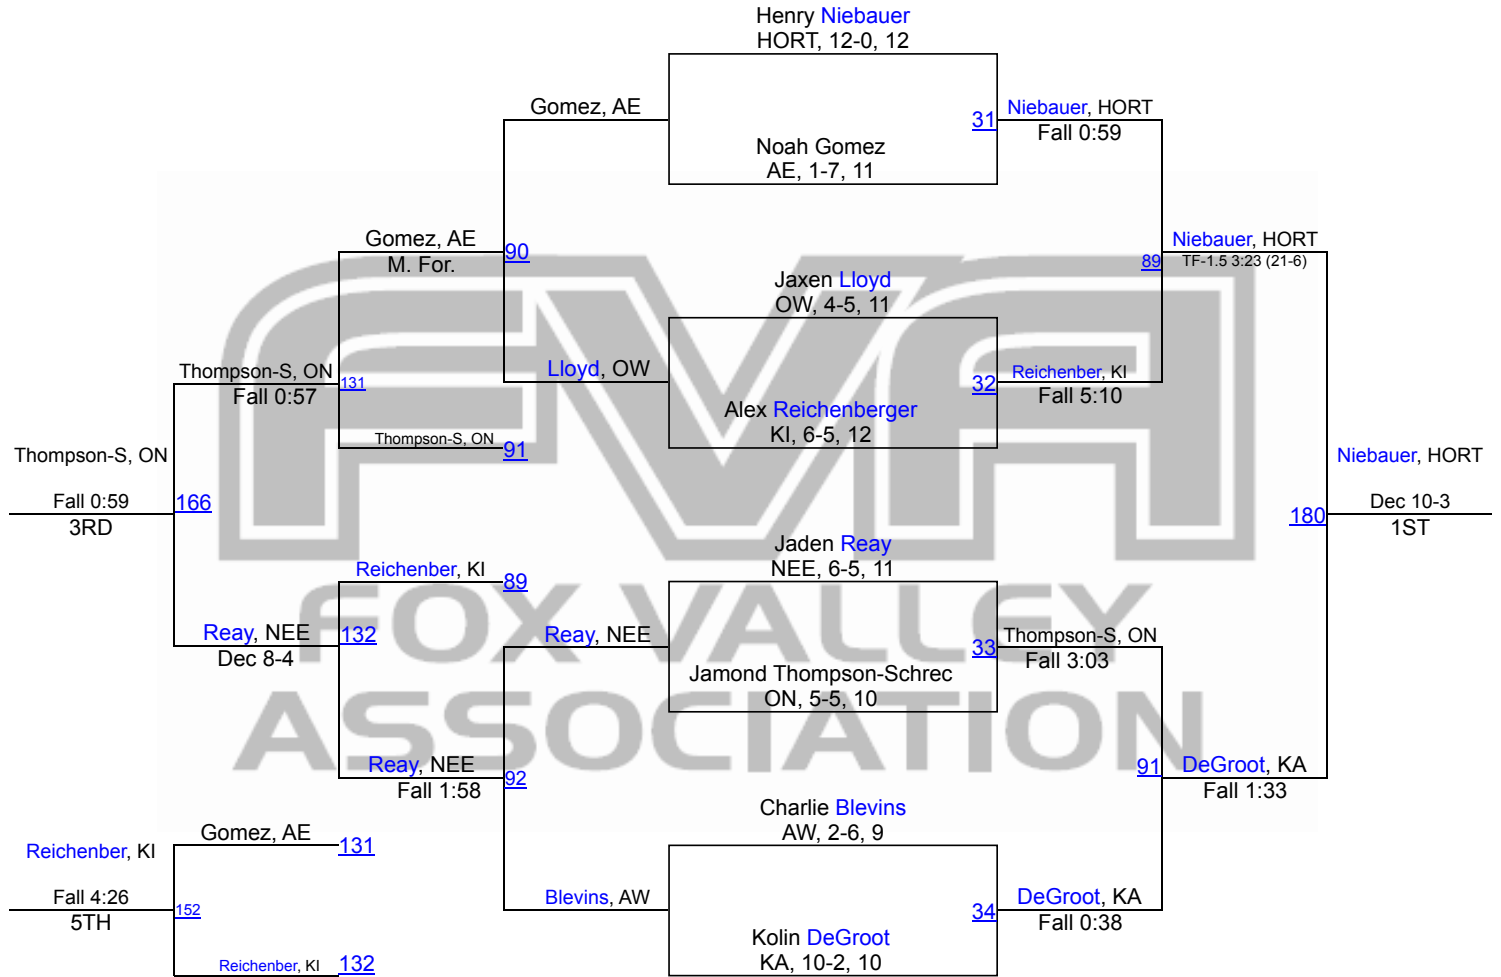 Henry Niebauer
HORT, 12-0, 12
Gomez, AE
31
Niebauer, HORT
Fall 0:59
Noah Gomez
AE, 1-7, 11
Gomez, AE
M. For.
90
Niebauer, HORT
TF-1.5 3:23 (21-6)
89
Jaxen Lloyd
OW, 4-5, 11
Lloyd, OW
Thompson-S, ON
Fall 0:57
131
32
Reichenber, KI
Fall 5:10
Alex Reichenberger
KI, 6-5, 12
Thompson-S, ON
91
Thompson-S, ON
Fall 0:59
3RD
166
Niebauer, HORT
Dec 10-3
1ST
180
FVA
Jaden Reay
NEE, 6-5, 11
Reichenber, KI
89
FOX VALLEY
Reay, NEE
Dec 8-4
132
Reay, NEE
33
Thompson-S, ON
Fall 3:03
Jamond Thompson-Schrec
ON, 5-5, 10
ASSOCIATION
Reay, NEE
Fall 1:58
92
91
DeGroot, KA
Fall 1:33
Charlie Blevins
AW, 2-6, 9
Gomez, AE
131
Reichenber, KI
Fall 4:26
5TH
152
Blevins, AW
34
DeGroot, KA
Fall 0:38
Kolin DeGroot
KA, 10-2, 10
Reichenber, KI
132